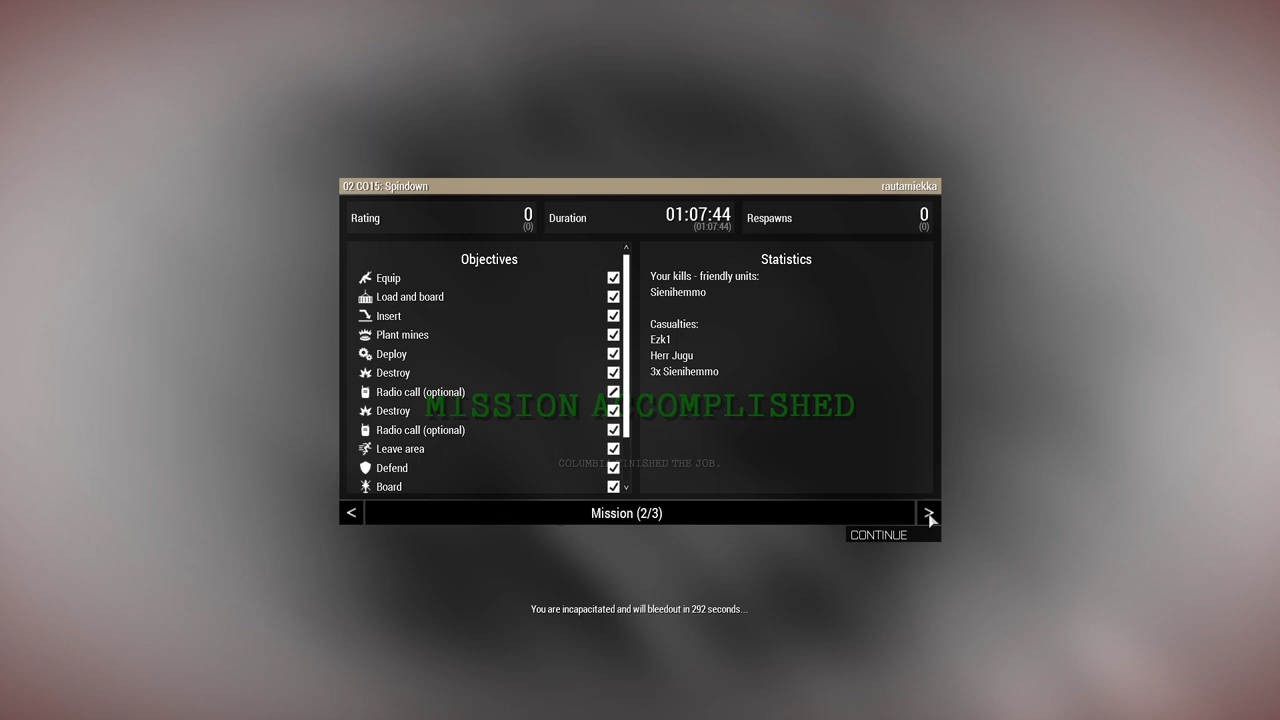 02 CO15: Spindown
rautamiekka
Rating
0
(0)
Duration
01:07:44
(01:07:44)
Respawns
0
(0)
Objectives
Equip
Load and board
Insert
Plant mines
Deploy
Destroy
Radio call (optional)
Destroy
Radio call (optional)
Leave area
Defend
Board
Statistics
Your kills - friendly units:
Sienihemmo
Casualties:
Ezk1
Herr Jugu
3x Sienihemmo
MISSION ACCOMPLISHED
FINISHED THE JOB.
< Mission (2/3) >
CONTINUE
You are incapacitated and will bleedout in 292 seconds...